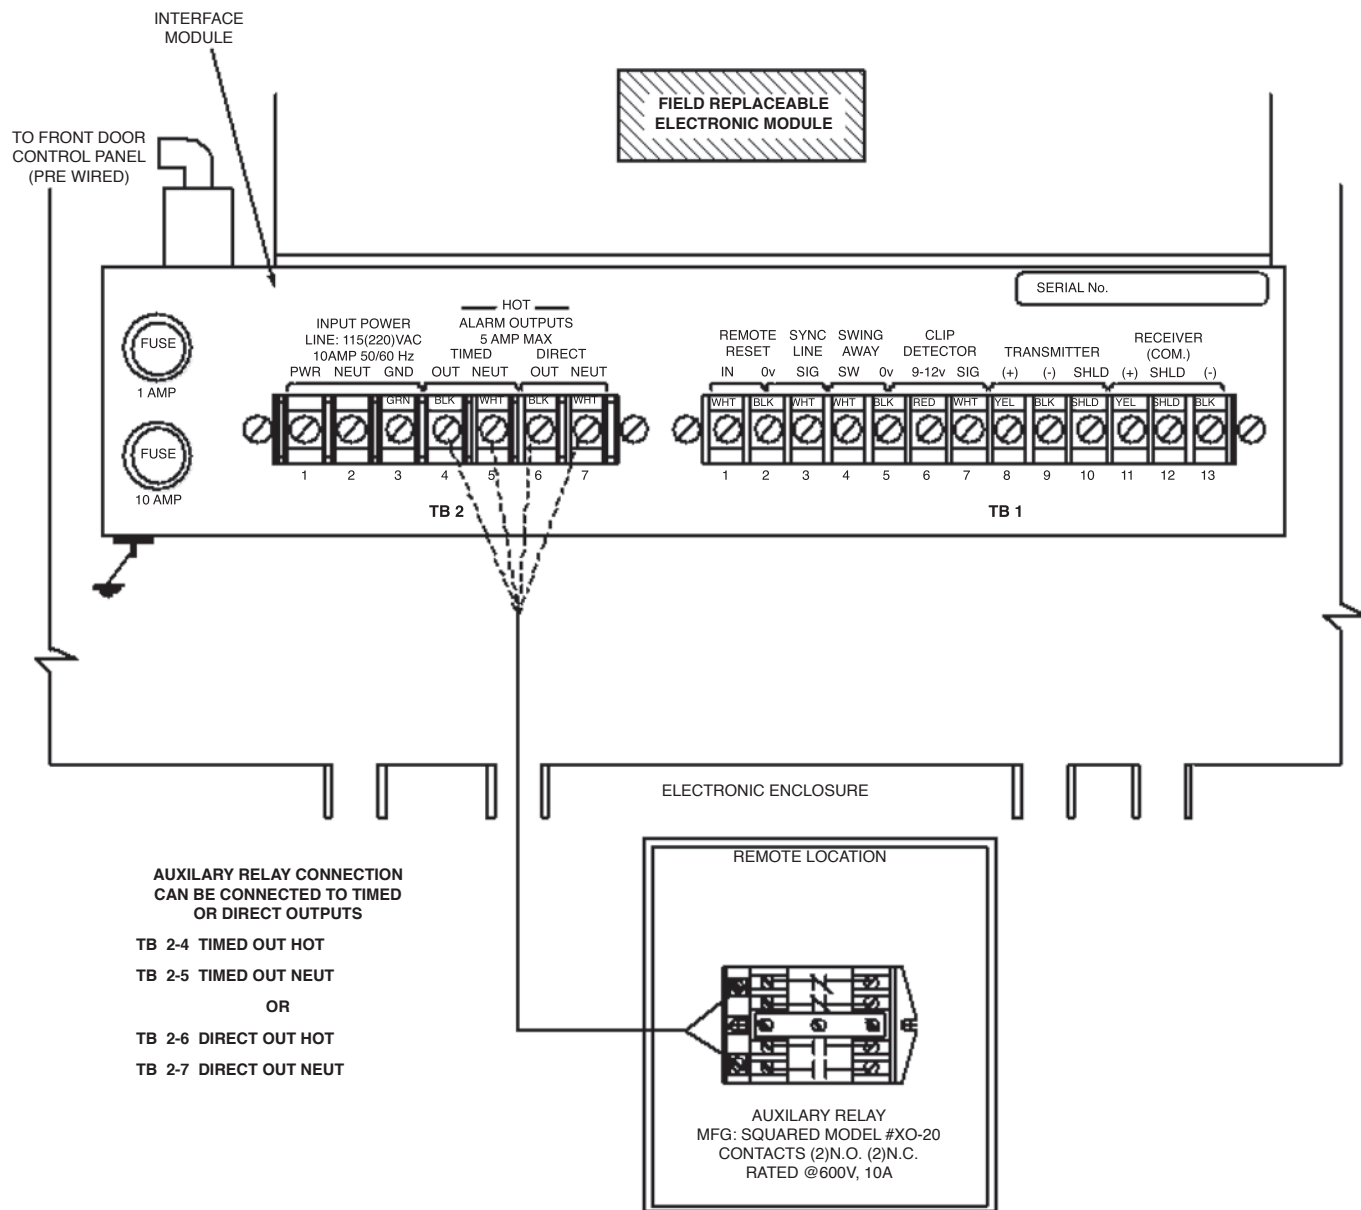 INTERFACE
MODULE
FIELD REPLACEABLE
ELECTRONIC MODULE
TO FRONT DOOR
CONTROL PANEL
(PRE WIRED)
SERIAL No.
FUSE
1 AMP
FUSE
10 AMP
INPUT POWER
LINE: 115(220)VAC
10AMP 50/60 Hz
PWR NEUT GND
HOT
ALARM OUTPUTS
5 AMP MAX
TIMED DIRECT
OUT NEUT OUT NEUT
GRN BLK WHT BLK WHT
1 2 3 4 5 6 7
TB 2
REMOTE
RESET
IN 0v
SYNC
LINE
SIG
SWING
AWAY
SW 0v
CLIP
DETECTOR
9-12v SIG
TRANSMITTER
(+) (-) SHLD
RECEIVER
(COM.)
(+) SHLD (-)
WHT BLK WHT WHT BLK RED WHT YEL BLK SHLD YEL SHLD BLK
1 2 3 4 5 6 7 8 9 10 11 12 13
TB 1
ELECTRONIC ENCLOSURE
AUXILARY RELAY CONNECTION
CAN BE CONNECTED TO TIMED
OR DIRECT OUTPUTS
TB 2-4 TIMED OUT HOT
TB 2-5 TIMED OUT NEUT
OR
TB 2-6 DIRECT OUT HOT
TB 2-7 DIRECT OUT NEUT
REMOTE LOCATION
AUXILARY RELAY
MFG: SQUARED MODEL #XO-20
CONTACTS (2)N.O. (2)N.C.
RATED @600V, 10A